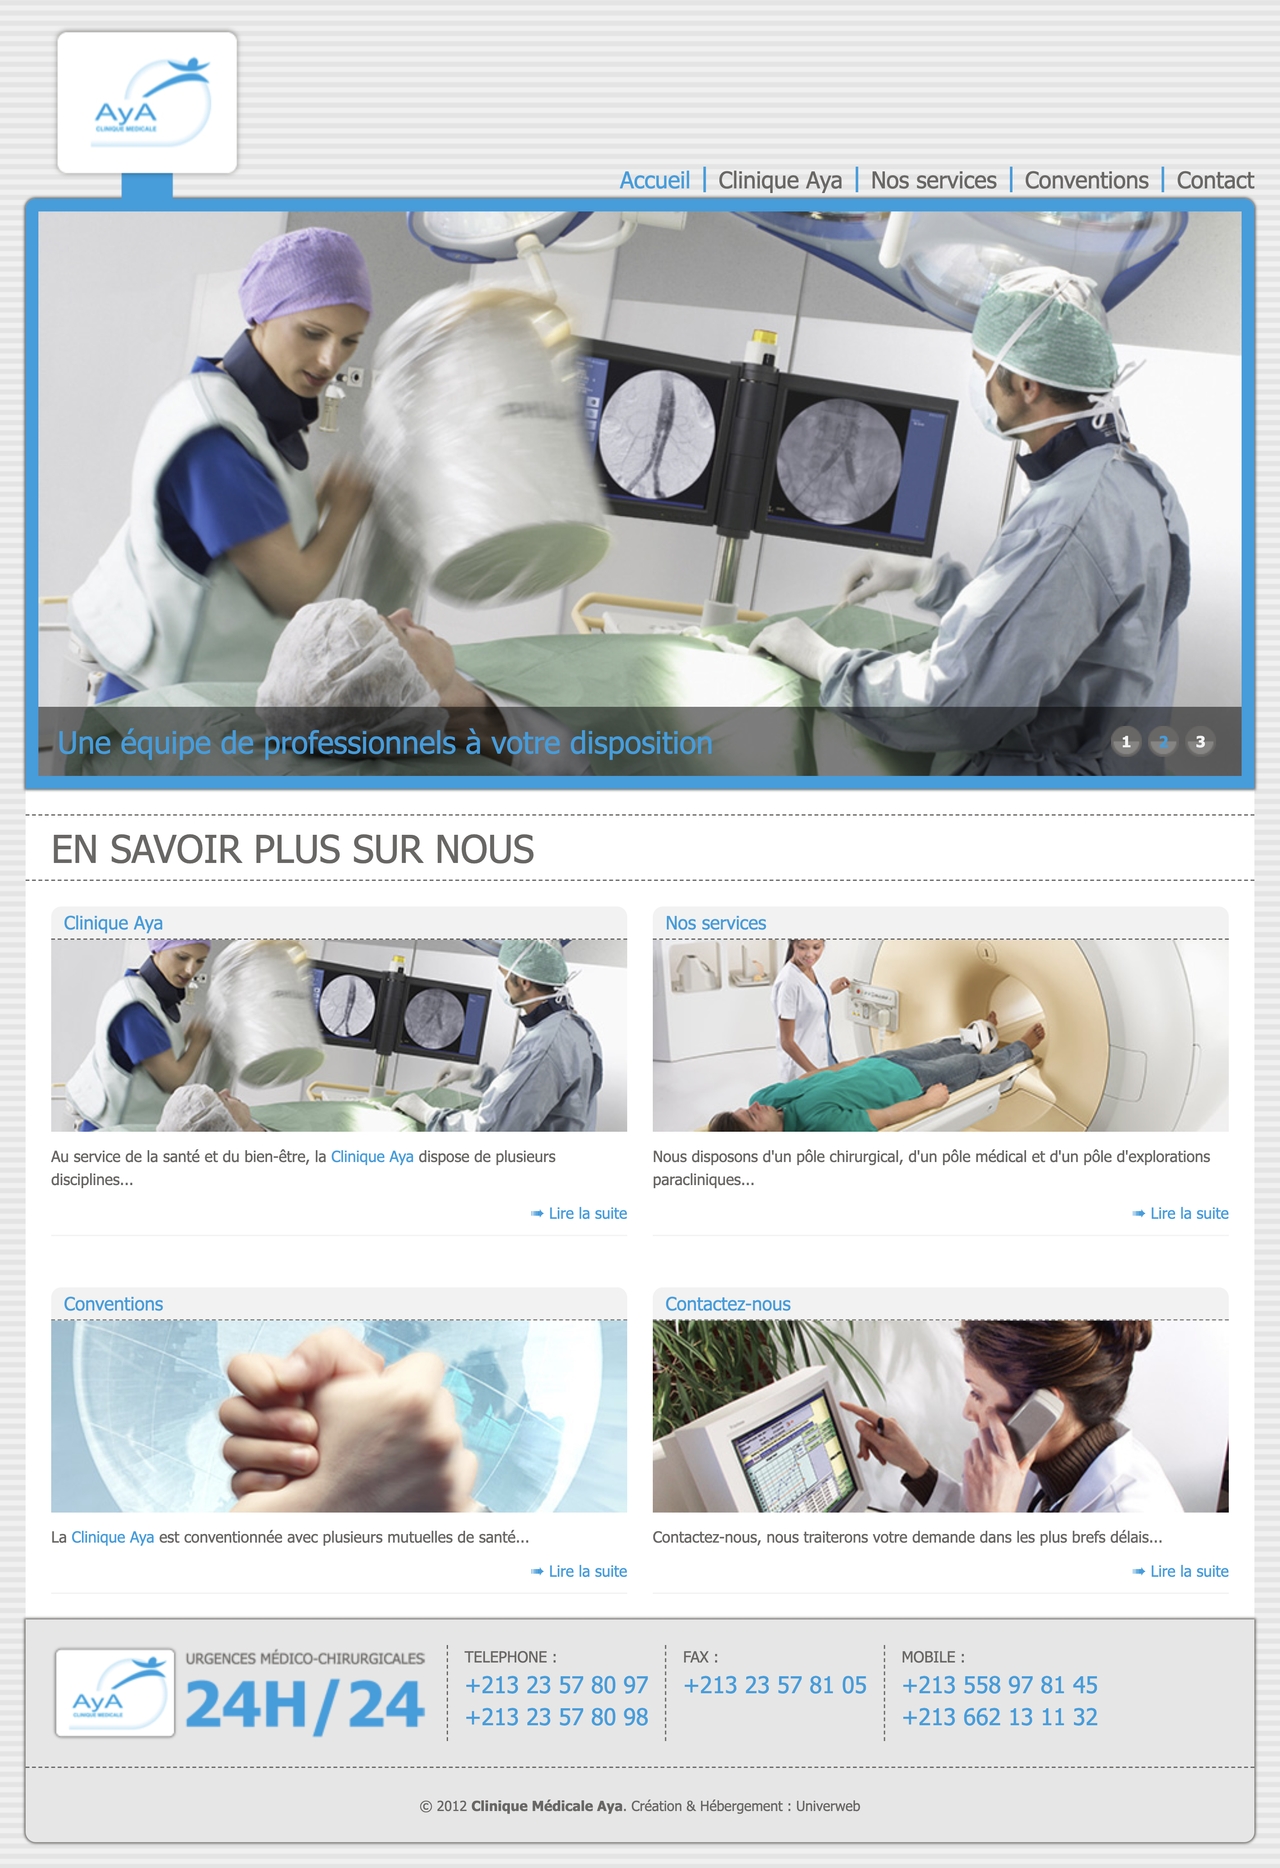 AyA
CLINIQUE MEDICALE
Accueil | Clinique Aya | Nos services | Conventions | Contact
Une équipe de professionnels à votre disposition
1 2 3
EN SAVOIR PLUS SUR NOUS
Clinique Aya
Au service de la santé et du bien-être, la Clinique Aya dispose de plusieurs
disciplines...
➠ Lire la suite
Nos services
Nous disposons d'un pôle chirurgical, d'un pôle médical et d'un pôle d'explorations
paracliniques...
➠ Lire la suite
Conventions
La Clinique Aya est conventionnée avec plusieurs mutuelles de santé...
➠ Lire la suite
Contactez-nous
Contactez-nous, nous traiterons votre demande dans les plus brefs délais...
➠ Lire la suite
AyA
CLINIQUE MEDICALE
URGENCES MÉDICO-CHIRURGICALES
24H/24
TELEPHONE :
+213 23 57 80 97
+213 23 57 80 98
FAX :
+213 23 57 81 05
MOBILE :
+213 558 97 81 45
+213 662 13 11 32
© 2012 Clinique Médicale Aya. Création & Hébergement : Univerweb